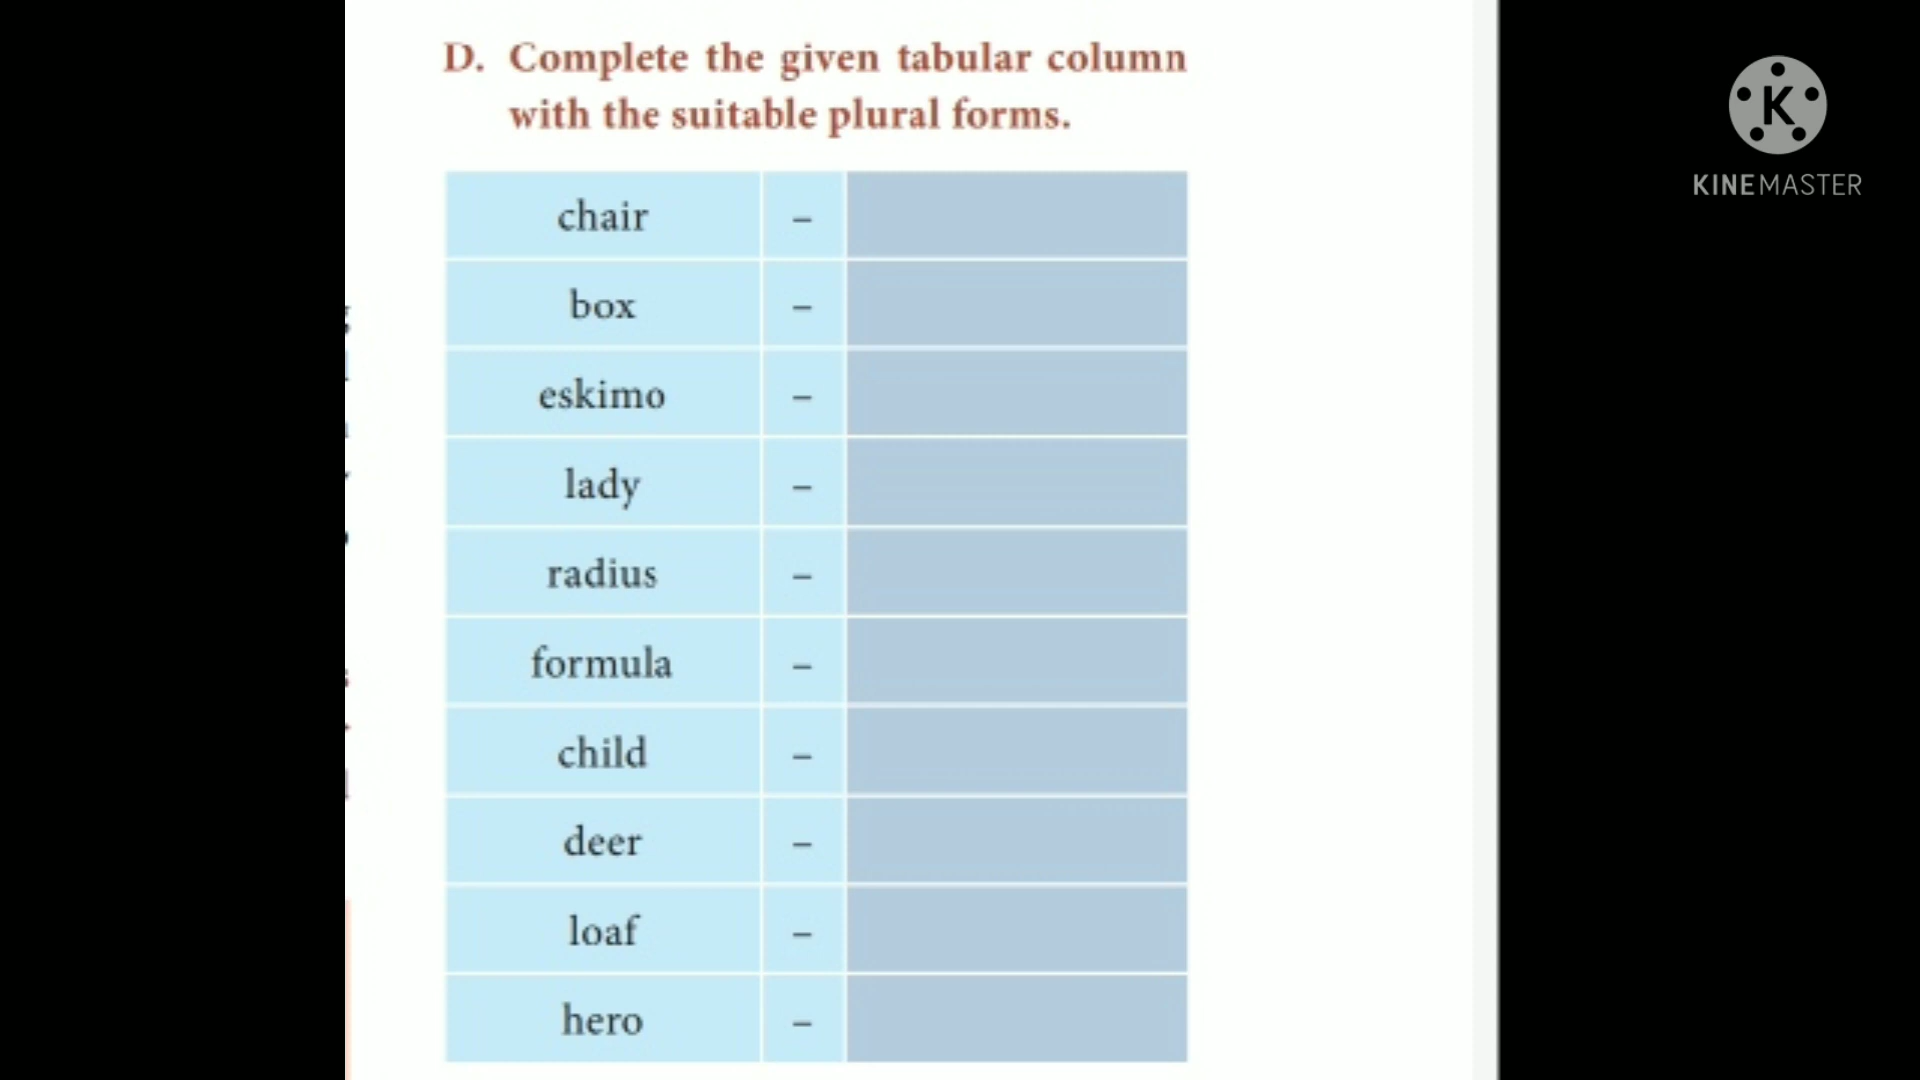 D. Complete the given tabular column
with the suitable plural forms.
chair –
box –
eskimo –
lady –
radius –
formula –
child –
deer –
loaf –
hero –
K
KINEMASTER